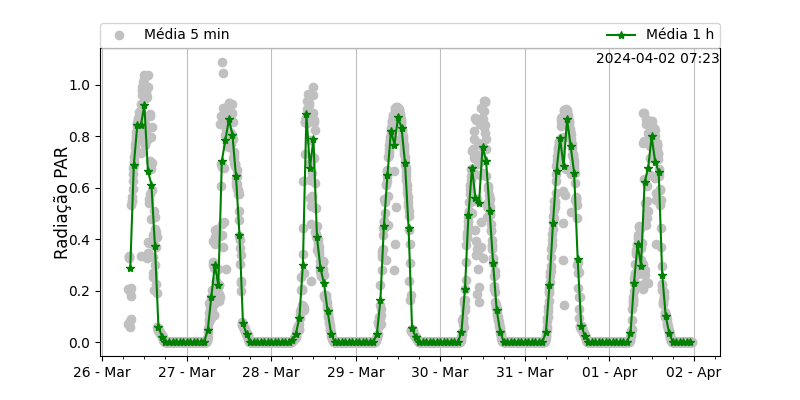 Média 5 min
Média 1 h
2024-04-02 07:23
Radiação PAR
1.0
0.8
0.6
0.4
0.2
0.0
26 - Mar
27 - Mar
28 - Mar
29 - Mar
30 - Mar
31 - Mar
01 - Apr
02 - Apr